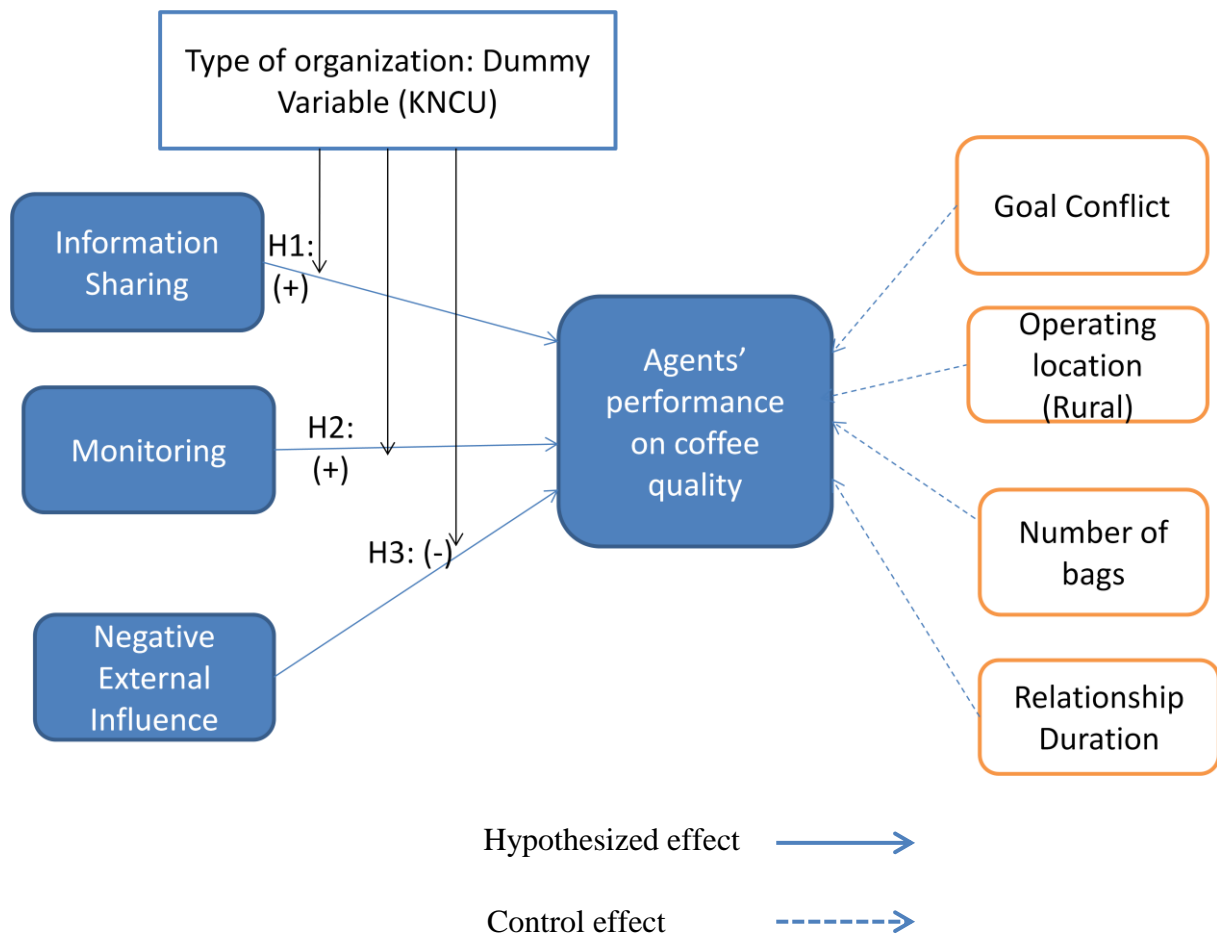 Type of organization: Dummy
Variable (KNCU)
Information
Sharing
H1:
(+)
Monitoring
H2:
(+)
Negative
External
Influence
H3: (-)
Agents’
performance
on coffee
quality
Goal Conflict
Operating
location
(Rural)
Number of
bags
Relationship
Duration
Hypothesized effect
Control effect